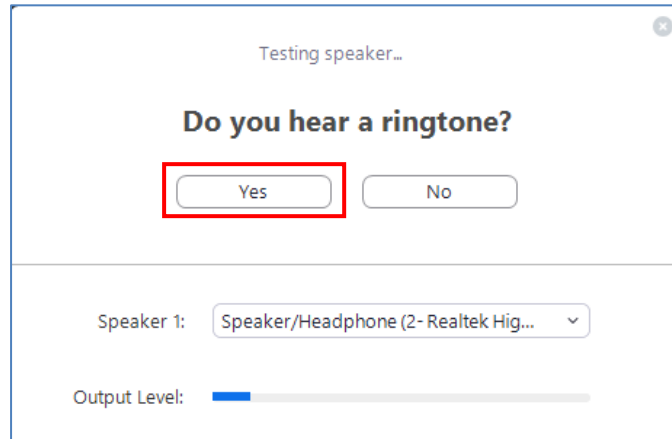 Testing speaker...
Do you hear a ringtone?
Yes No
Speaker 1: Speaker/Headphone (2- Realtek Hig...
Output Level: